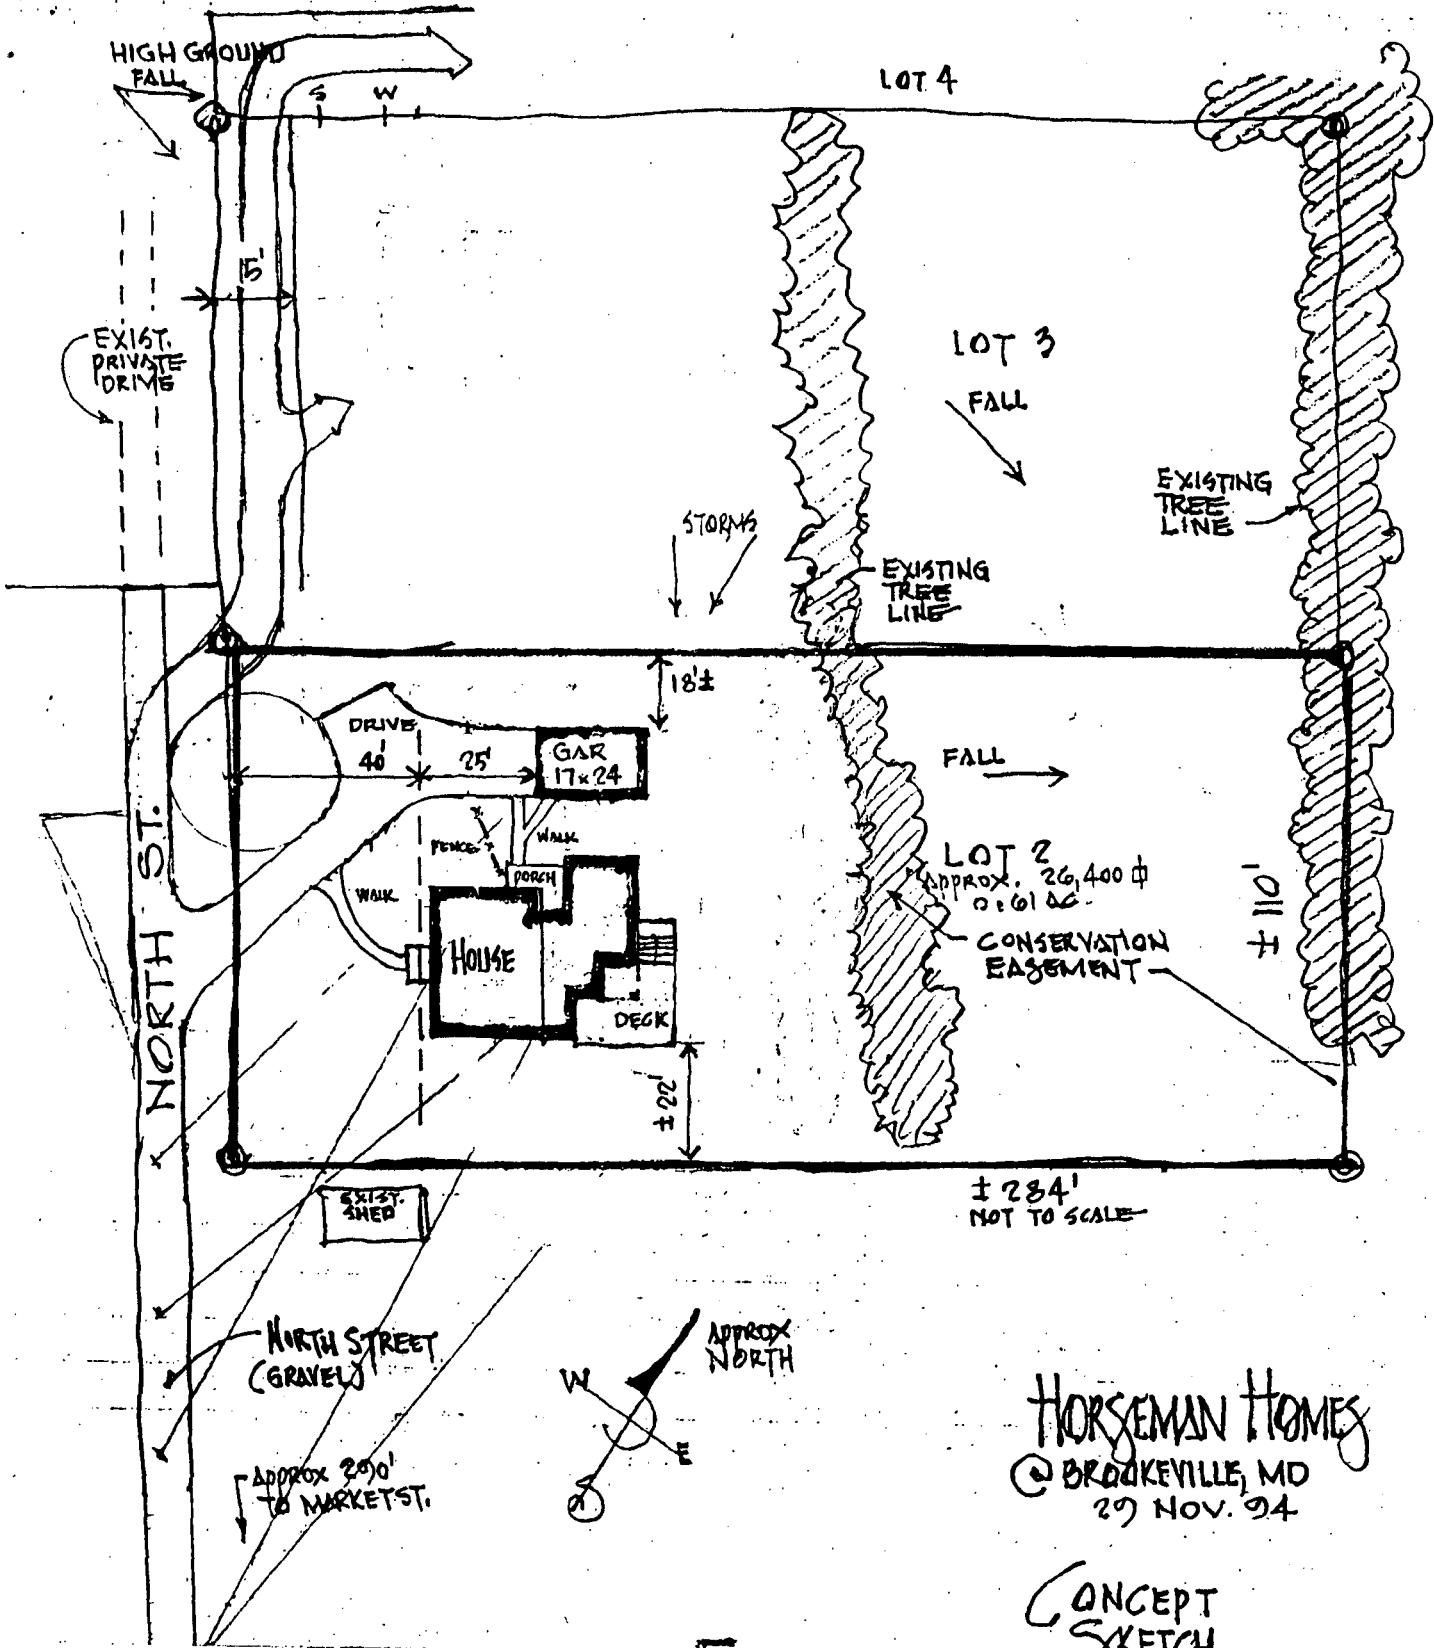 HIGH GROUND
FALL
S W
LOT 4
15'
EXIST.
PRIVATE
DRIVE
LOT 3
FALL
EXISTING
TREE
LINE
STORMS
EXISTING
TREE
LINE
18'±
DRIVE
40'
25'
GAR
17x24
FALL
FENCE
WALK
PORCH
WALK
LOT 2
APPROX. 26,400
0.61 AC.
± 110'
HOUSE
CONSERVATION
EASEMENT
DECK
NORTH ST.
± 22'
EXIST.
SHED
± 284'
NOT TO SCALE
NORTH STREET
(GRAVEL)
APPROX
NORTH
W
E
S
APPROX 290'
TO MARKET ST.
HORSEMAN HOMES
@ BROOKEVILLE, MD
29 NOV. 94
CONCEPT
SKETCH